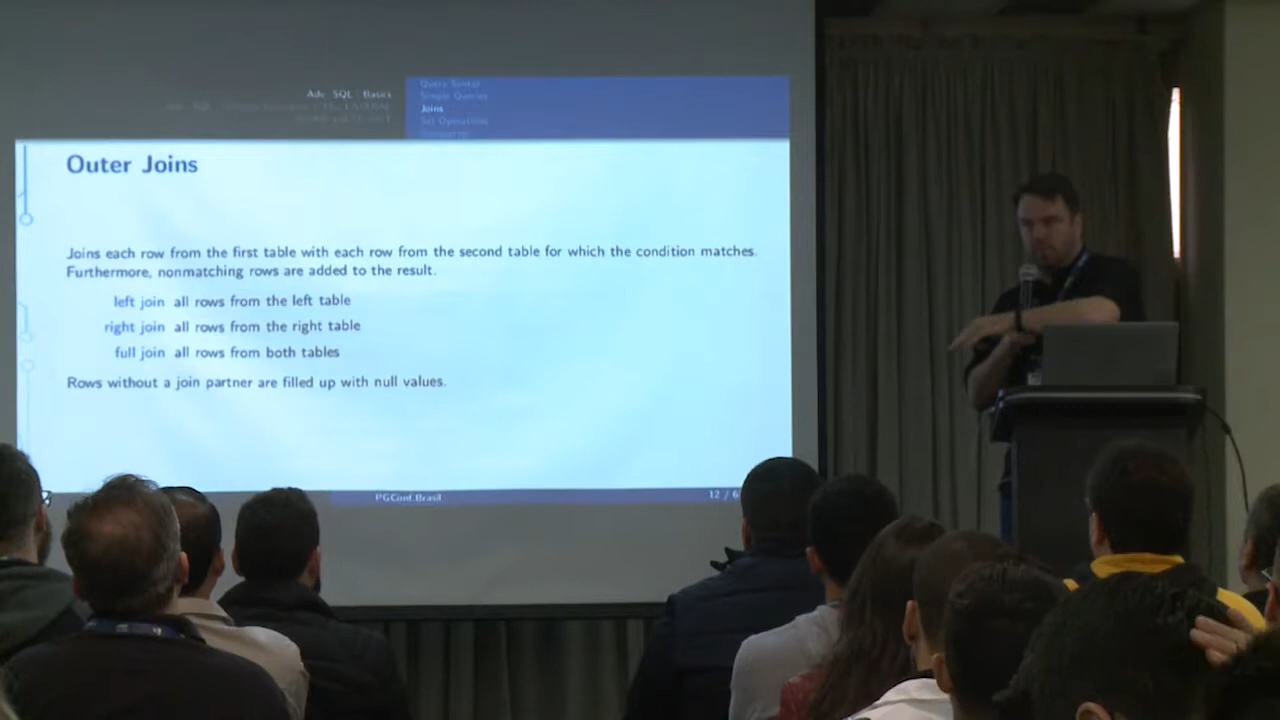 Adv. SQL Basics
Query Syntax
Simple Queries
Joins
Set Operations
Outer Joins
Joins each row from the first table with each row from the second table for which the condition matches.
Furthermore, nonmatching rows are added to the result.
left join all rows from the left table
right join all rows from the right table
full join all rows from both tables
Rows without a join partner are filled up with null values.
PGConf.Brasil
12 / 6